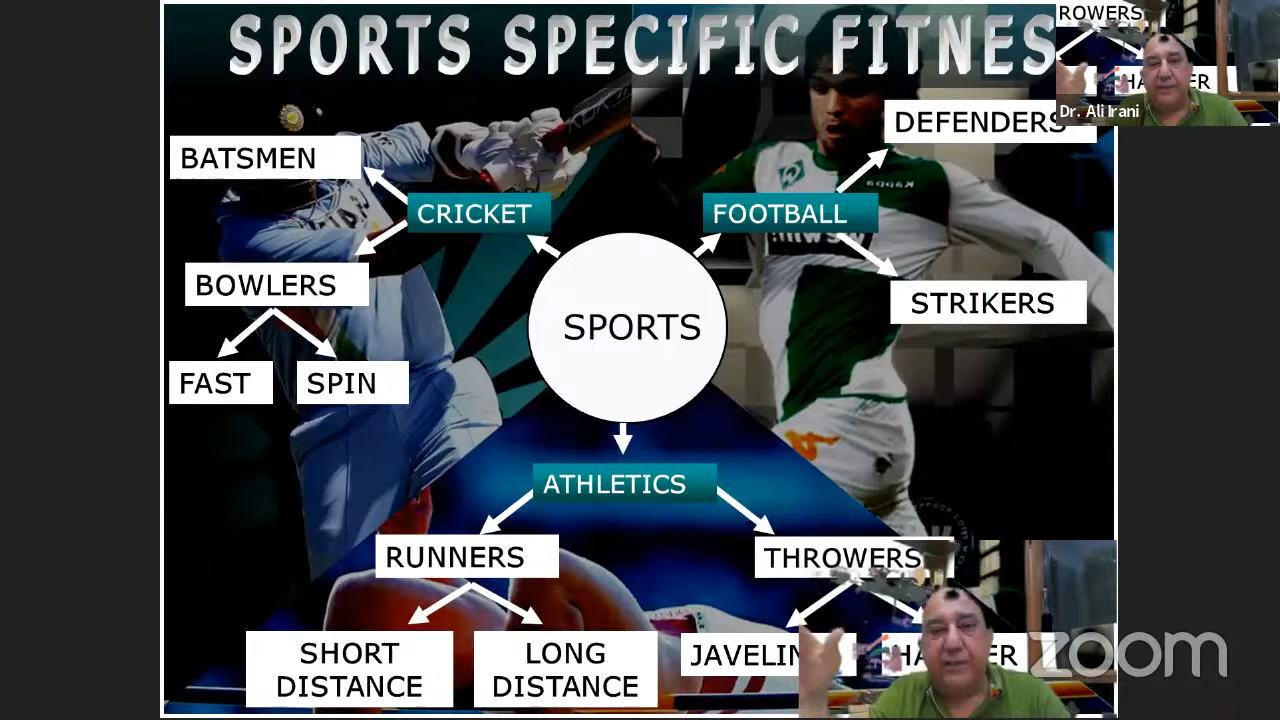 SPORTS SPECIFIC FITNES
ROWERS
Dr. Ali Irani
DEFENDERS
BATSMEN
CRICKET
FOOTBALL
BOWLERS
STRIKERS
SPORTS
FAST
SPIN
ATHLETICS
RUNNERS
THROWERS
SHORT
DISTANCE
LONG
DISTANCE
JAVELIN
zoom